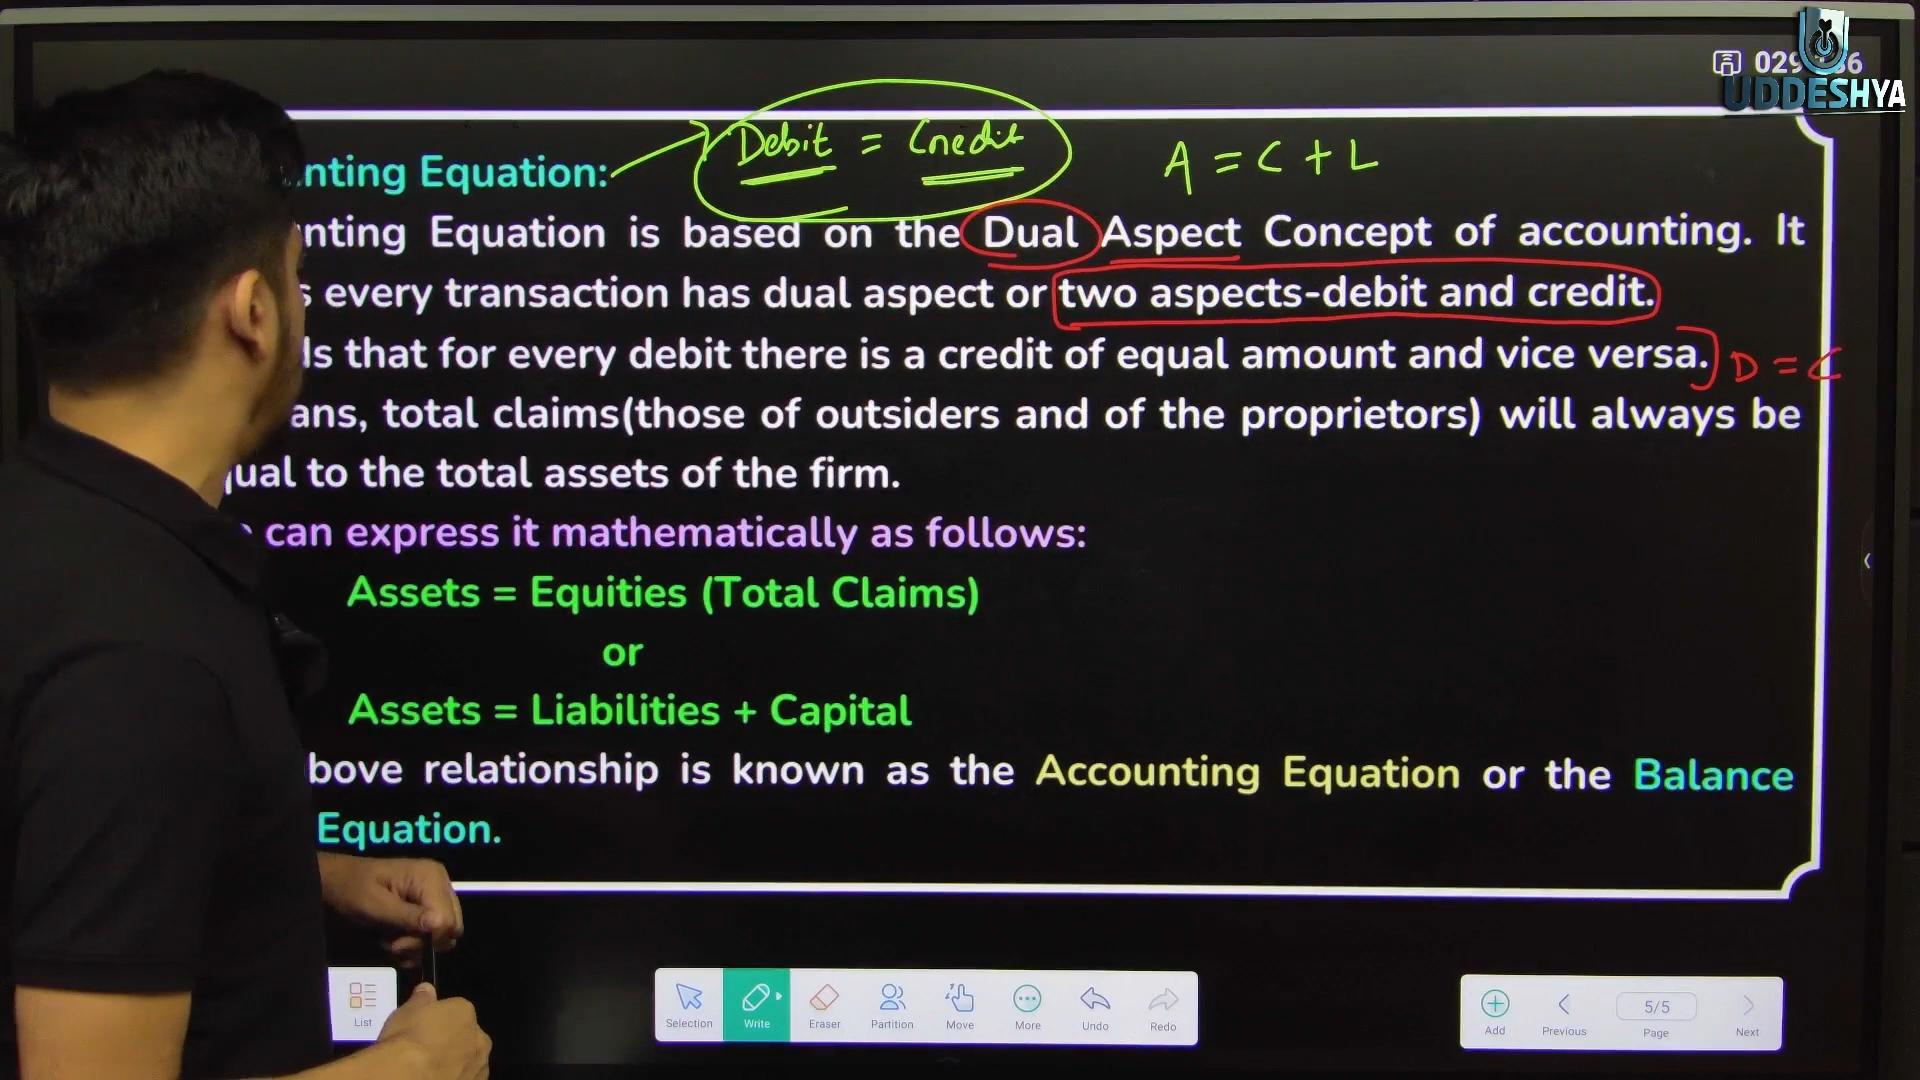 UDDESHYA
Debit = Credit
A = C + L
nting Equation:
nting Equation is based on the Dual Aspect Concept of accounting. It
s every transaction has dual aspect or two aspects-debit and credit.
ds that for every debit there is a credit of equal amount and vice versa. D = C
ans, total claims(those of outsiders and of the proprietors) will always be
qual to the total assets of the firm.
can express it mathematically as follows:
Assets = Equities (Total Claims)
or
Assets = Liabilities + Capital
bove relationship is known as the Accounting Equation or the Balance
Equation.
List
Selection Write Eraser Partition Move More Undo Redo
Add Previous 5/5 Page Next